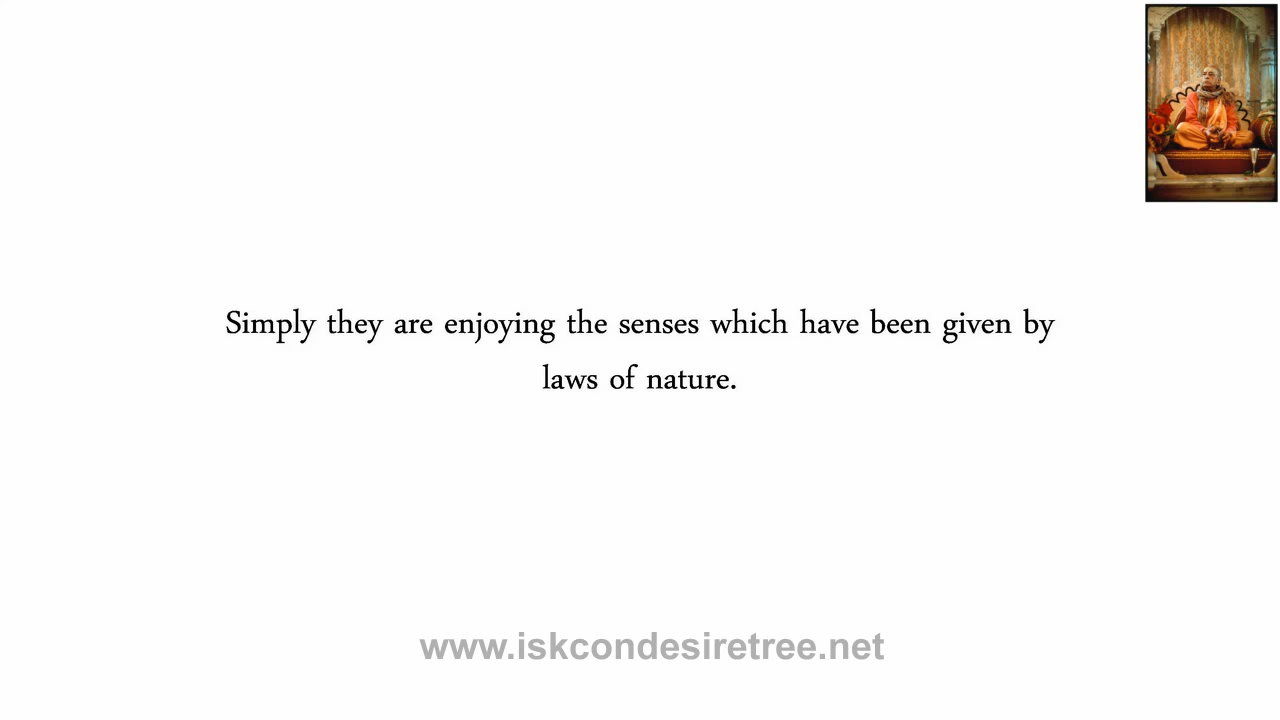 Simply they are enjoying the senses which have been given by
laws of nature.
www.iskcondesiretree.net